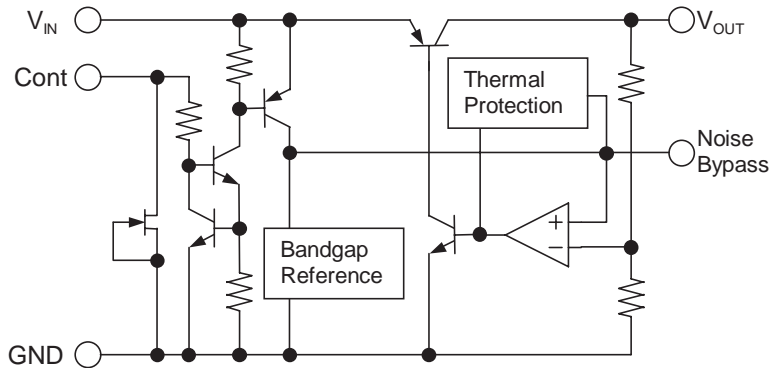 V_IN
V_OUT
Cont
Thermal
Protection
Noise
Bypass
+
−
Bandgap
Reference
GND